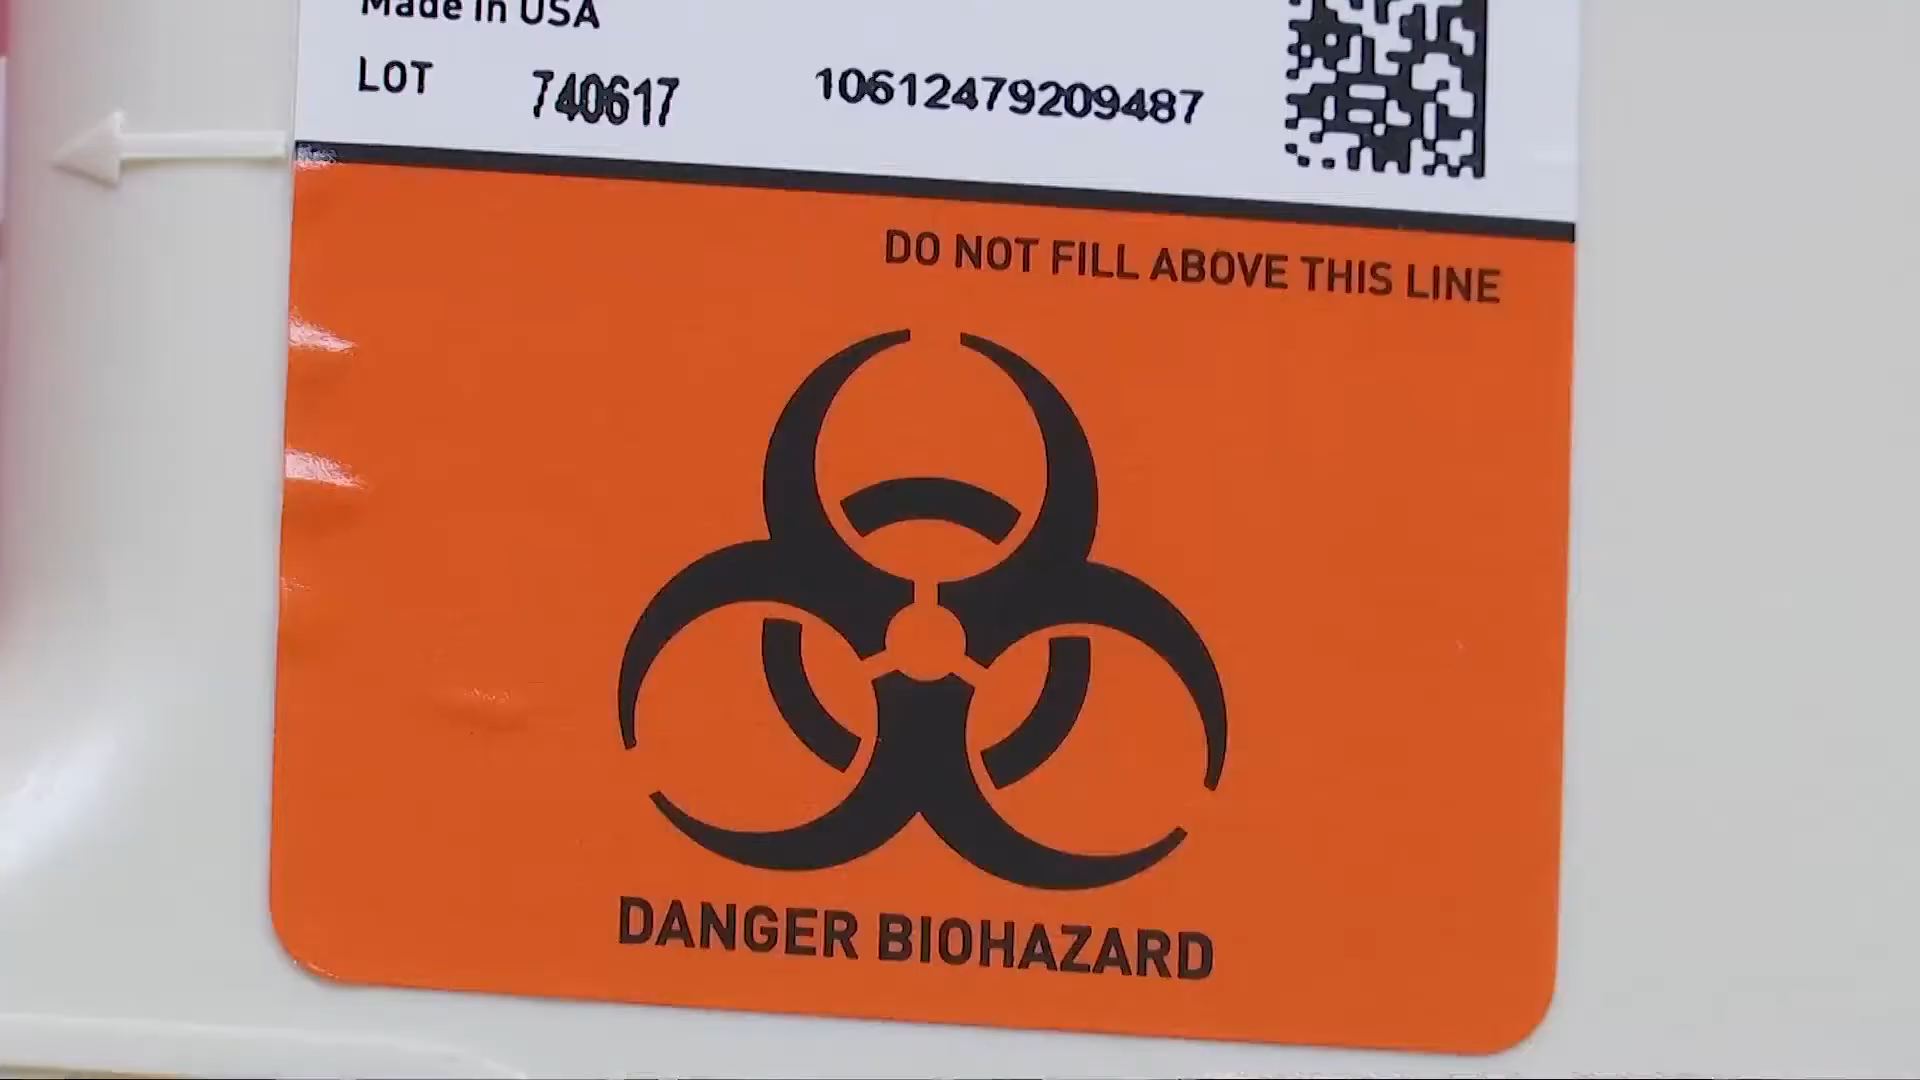 Made in USA
LOT 740617 10612479209487
DO NOT FILL ABOVE THIS LINE
DANGER BIOHAZARD